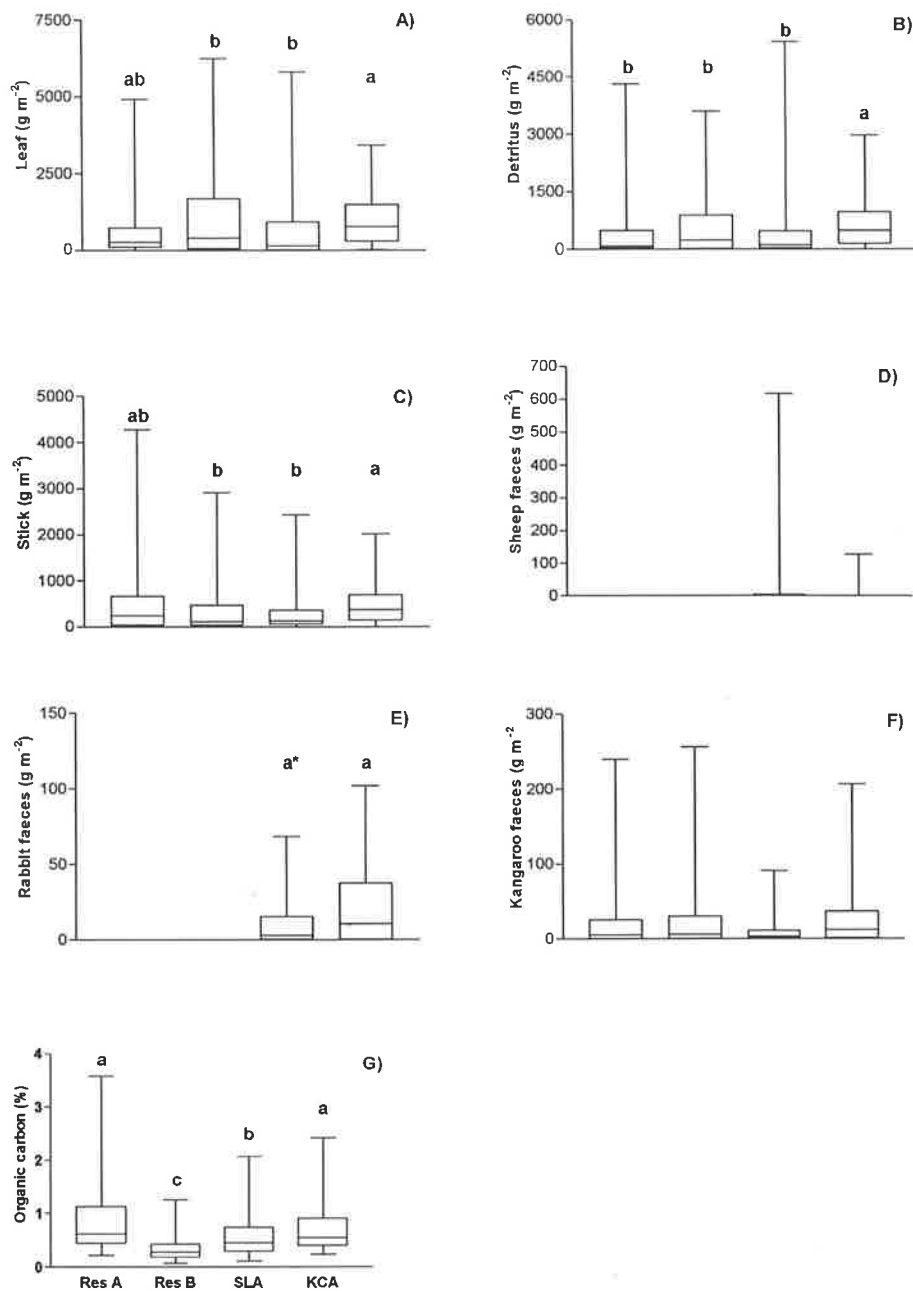 A)
7500
5000
2500
0
Leaf (g m⁻²)
ab
b
b
a
B)
6000
4500
3000
1500
0
Detritus (g m⁻²)
b
b
b
a
C)
5000
4000
3000
2000
1000
0
Stick (g m⁻²)
ab
b
b
a
D)
700
600
500
400
300
200
100
0
Sheep faeces (g m⁻²)
E)
150
100
50
0
Rabbit faeces (g m⁻²)
a*
a
F)
300
200
100
0
Kangaroo faeces (g m⁻²
G)
4
3
2
1
0
Organic carbon (%)
a
c
b
a
Res A
Res B
SLA
KCA